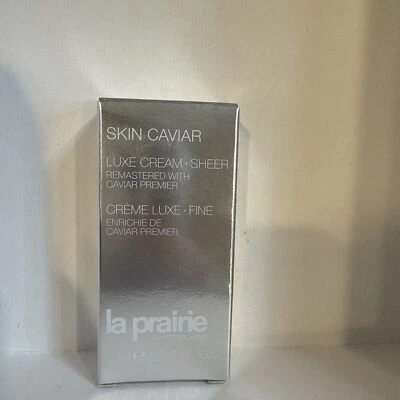 SKIN CAVIAR
LUXE CREAM · SHEER
REMASTERED WITH
CAVIAR PREMIER
CRÈME LUXE · FINE
ENRICHIE DE
CAVIAR PREMIER
la prairie